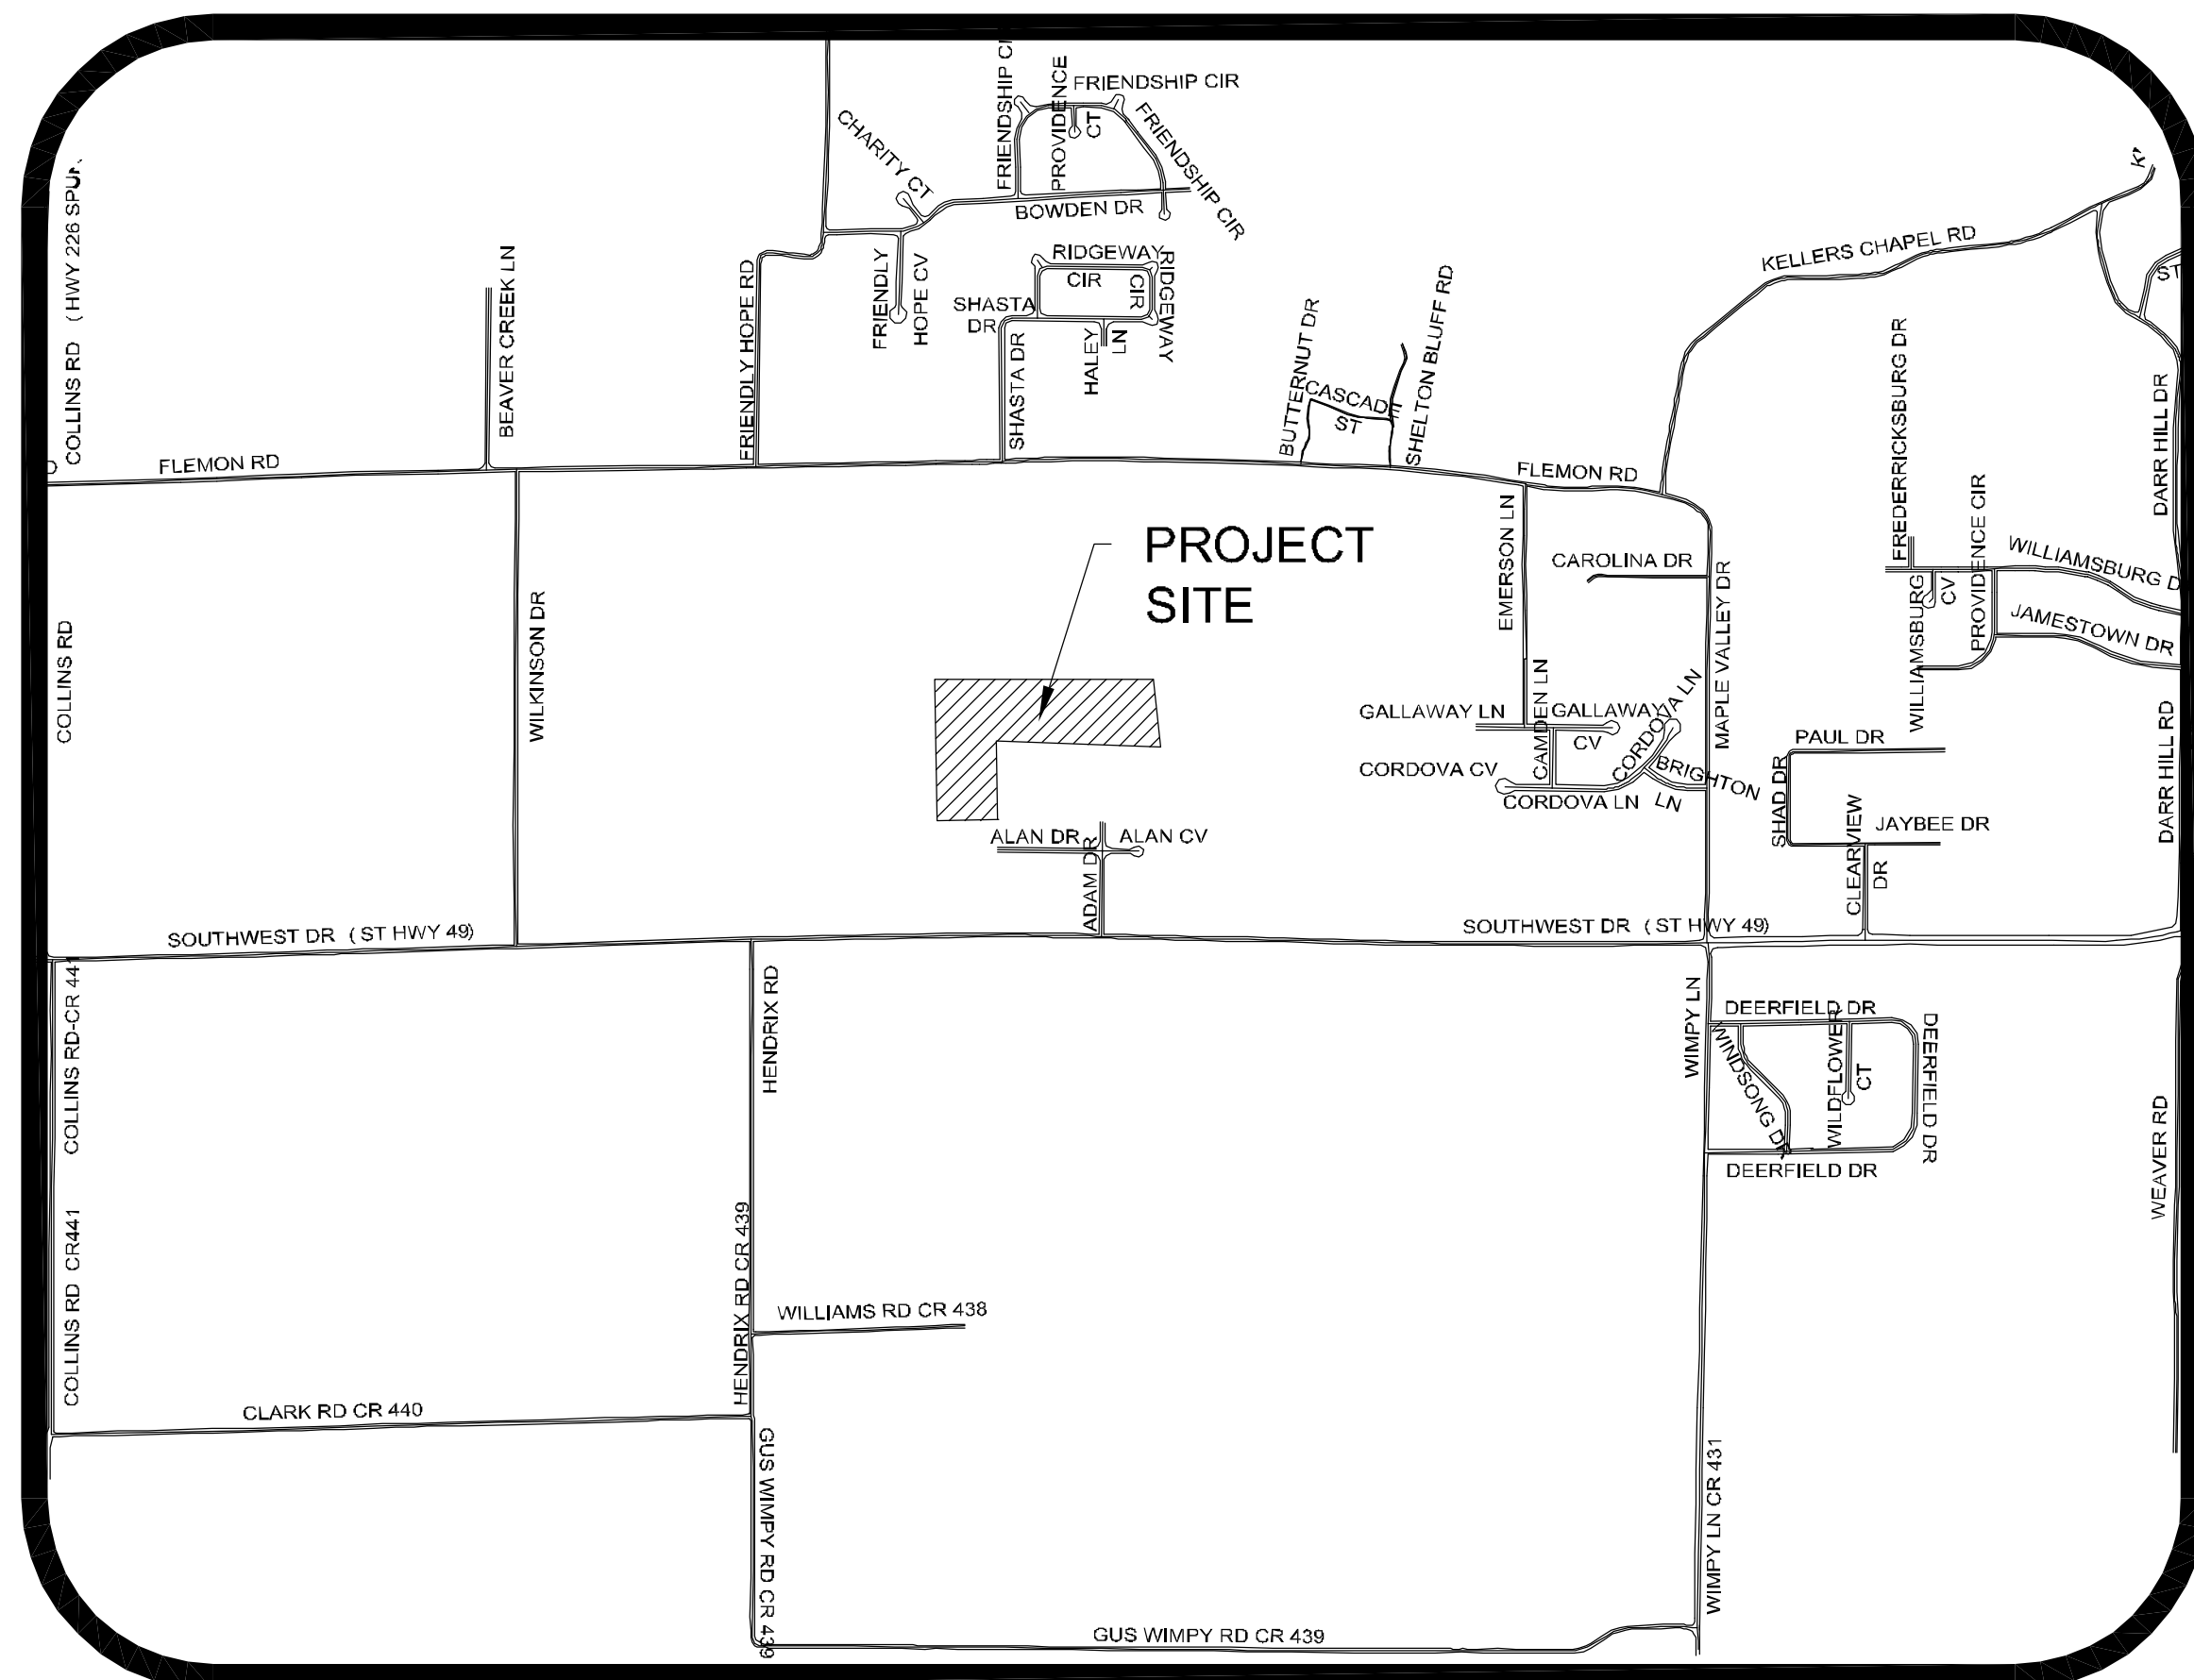 FRIENDSHIP CI
PROVIDENCE
CT
FRIENDSHIP CIR
FRIENDSHIP CIR
CHARITY CT
BOWDEN DR
COLLINS RD ( HWY 226 SPU
BEAVER CREEK LN
FRIENDLY HOPE RD
FRIENDLY
HOPE CV
RIDGEWAY
CIR
RIDGEWAY
CIR
SHASTA
DR
SHASTA DR
HALEY
LN
BUTTERNUT DR
CASCADE
ST
SHELTON BLUFF RD
KELLERS CHAPEL RD
ST
FREDERICKSBURG DR
DARR HILL DR
FLEMON RD
FLEMON RD
PROJECT
SITE
EMERSON LN
CAROLINA DR
MAPLE VALLEY DR
WILLIAMSBURG
CV
PROVIDENCE CIR
WILLIAMSBURG D
JAMESTOWN DR
COLLINS RD
WILKINSON DR
GALLAWAY LN
CAMDEN LN
GALLAWAY
CV
CORDOVA LN
CORDOVA CV
BRIGHTON
LN
CORDOVA LN
PAUL DR
SHAD DR
JAYBEE DR
CLEARVIEW
DR
DARR HILL RD
ALAN DR
ALAN CV
ADAM DR
SOUTHWEST DR ( ST HWY 49)
SOUTHWEST DR ( ST HWY 49)
COLLINS RD-CR 441
HENDRIX RD
WIMPY LN
DEERFIELD DR
WINDSONG DR
WILDFLOWER
CT
DEERFIELD DR
DEERFIELD DR
WEAVER RD
COLLINS RD CR441
HENDRIX RD CR 439
WILLIAMS RD CR 438
CLARK RD CR 440
GUS WIMPY RD CR 439
WIMPY LN CR 431
GUS WIMPY RD CR 439